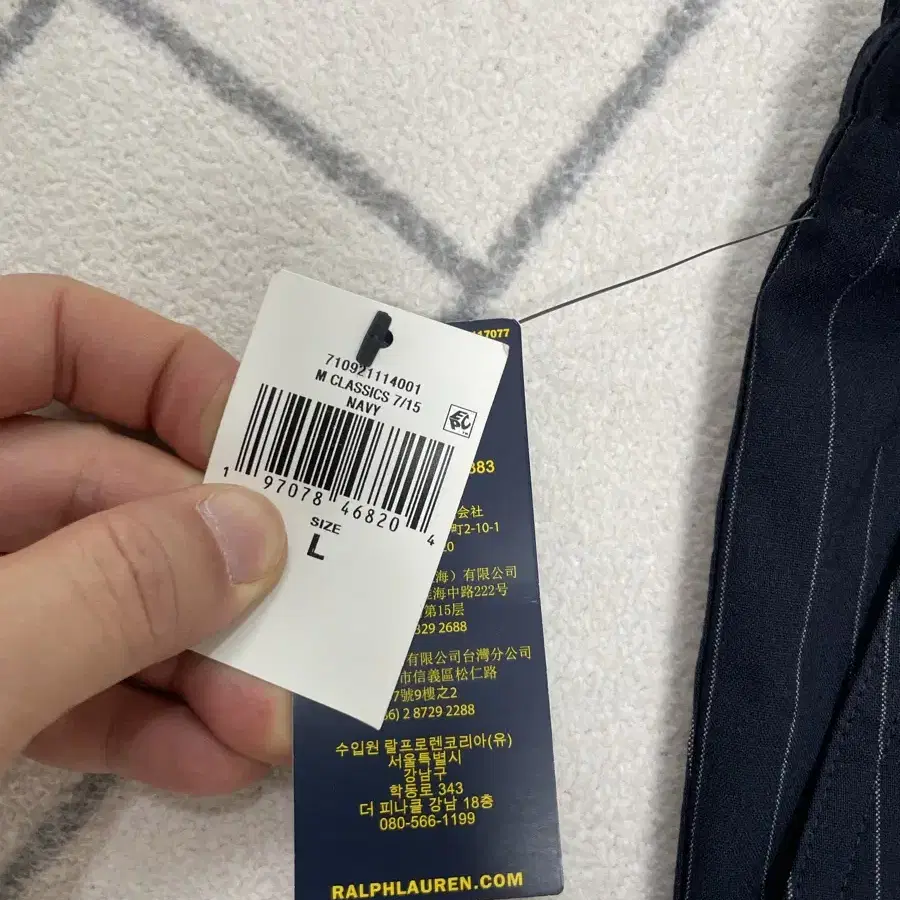 710921114001
M CLASSICS 7/15
NAVY
1 97078 46820 4
SIZE
L
17077
883
会社
町2-10-1
海）有限公司
海中路222号
第15层
329 2688
有限公司台灣分公司
市信義區松仁路
7號9樓之2
6) 2 8729 2288
수입원 랄프로렌코리아(유)
서울특별시
강남구
학동로 343
더 피나클 강남 18층
080-566-1199
RALPHLAUREN.COM